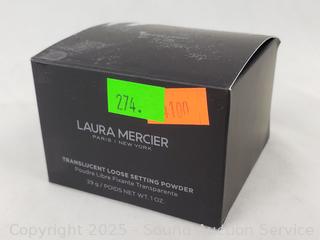 274.
$100
LAURA MERCIER
PARIS | NEW YORK
TRANSLUCENT LOOSE SETTING POWDER
Poudre Libre Fixante Transparente
29 g / POIDS NET WT. 1 OZ.
Copyright © 2025 - Sound Auction Service